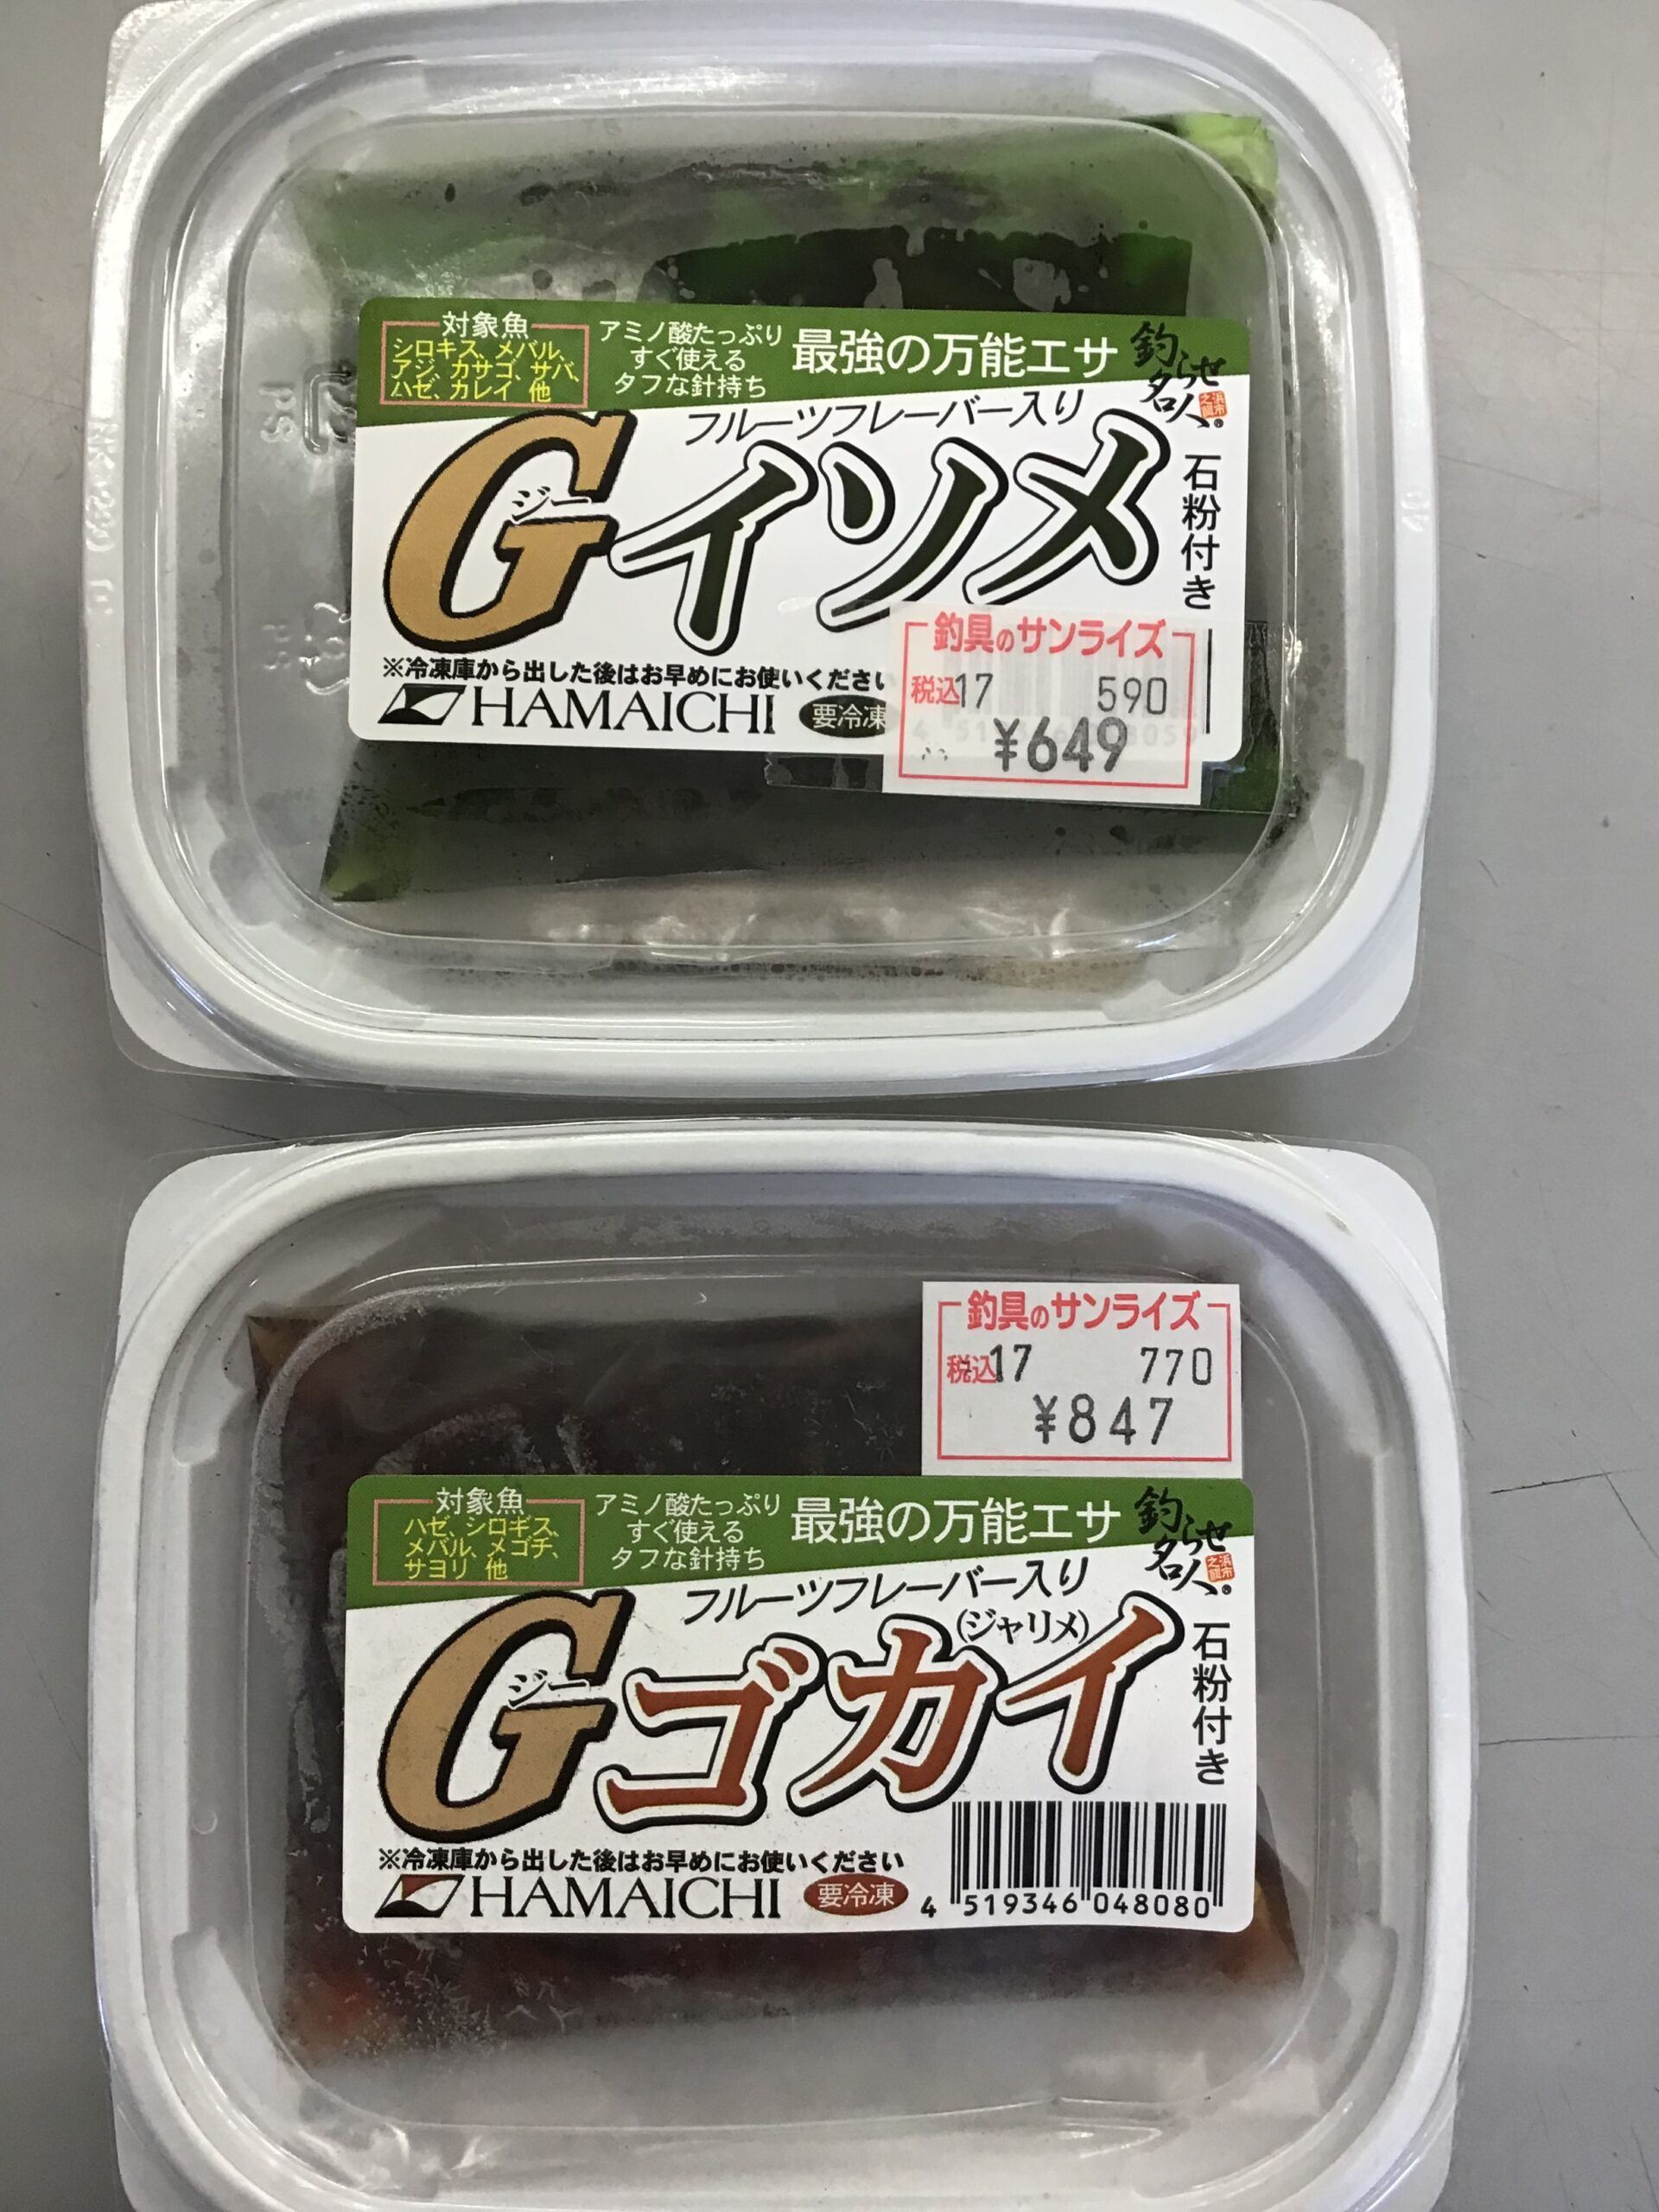 対象魚
シロキス、メバル、
アジ、カサゴ、サバ、
ハゼ、カレイ 他
アミノ酸たっぷり
すぐ使える
タフな針持ち
最強の万能エサ
釣らせ名人
フルーツフレーバー入り
Gイソメ
ジー
石粉付き
※冷凍庫から出した後はお早めにお使いくださ
HAMAICHI
要冷凍
釣具のサンライズ
税込17 590
¥649
釣具のサンライズ
税込17 770
¥847
対象魚
ハゼ、シロギス、
メバル、メゴチ、
サヨリ 他
アミノ酸たっぷり
すぐ使える
タフな針持ち
最強の万能エサ
釣らせ名人
フルーツフレーバー入り
(ジャリメ)
Gゴカイ
ジー
石粉付き
※冷凍庫から出した後はお早めにお使いください
HAMAICHI
要冷凍
4 519346 048080